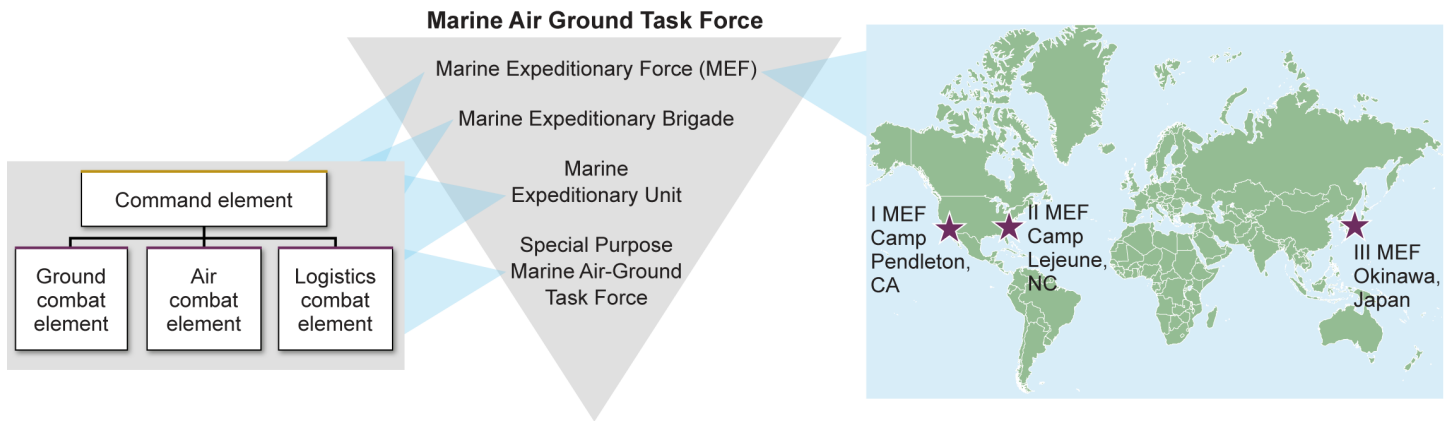 Marine Air Ground Task Force
Marine Expeditionary Force (MEF)
Marine Expeditionary Brigade
Marine
Expeditionary Unit
Special Purpose
Marine Air-Ground
Task Force
Command element
Ground
combat
element
Air
combat
element
Logistics
combat
element
I MEF
Camp
Pendleton,
CA
II MEF
Camp
Lejeune,
NC
III MEF
Okinawa,
Japan